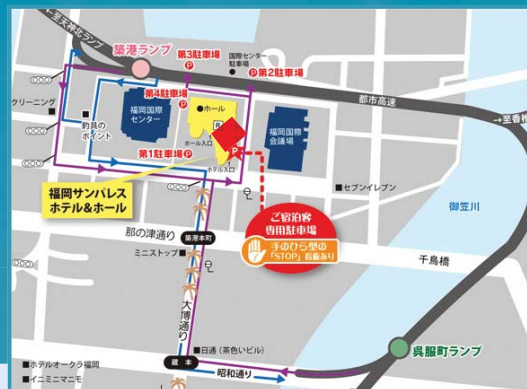 ←至天神北ランプ
築港ランプ
第3駐車場
P
国際センター
駐車場
P第2駐車場
都市高速
→至香椎
クリーニング
第4駐車場
P
●ホール
釣具の
ポイント
福岡国際
センター
ホール入口
P
福岡国際
会議場
第1駐車場P
ホテル入口
福岡サンパレス
ホテル&ホール
■セブンイレブン
御笠川
ご宿泊客
専用駐車場
手のひら型の
「STOP」看板あり
那の津通り
築港本町
ミニストップ■
千鳥橋
大博通り
■日通（茶色いビル）
呉服町ランプ
蔵本
昭和通り
■ホテルオークラ福岡
■イニミニマニモ